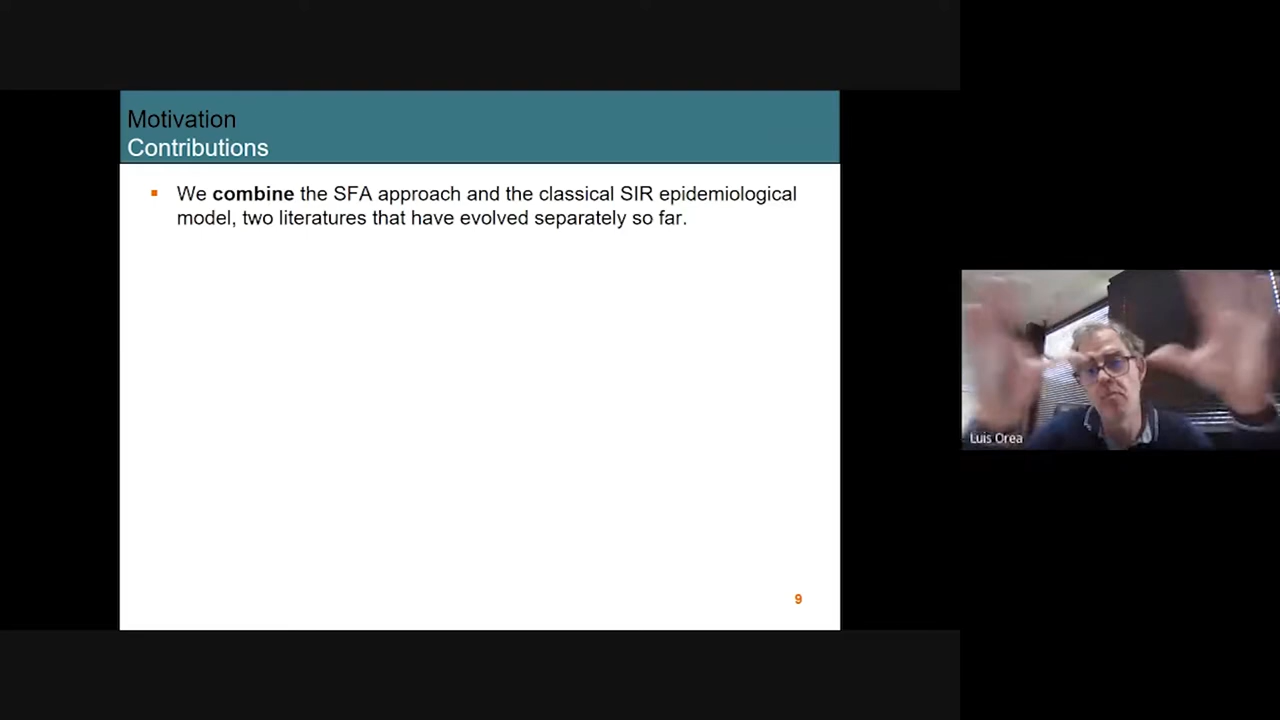 Motivation
Contributions
▪ We combine the SFA approach and the classical SIR epidemiological
model, two literatures that have evolved separately so far.
Luis Orea
9